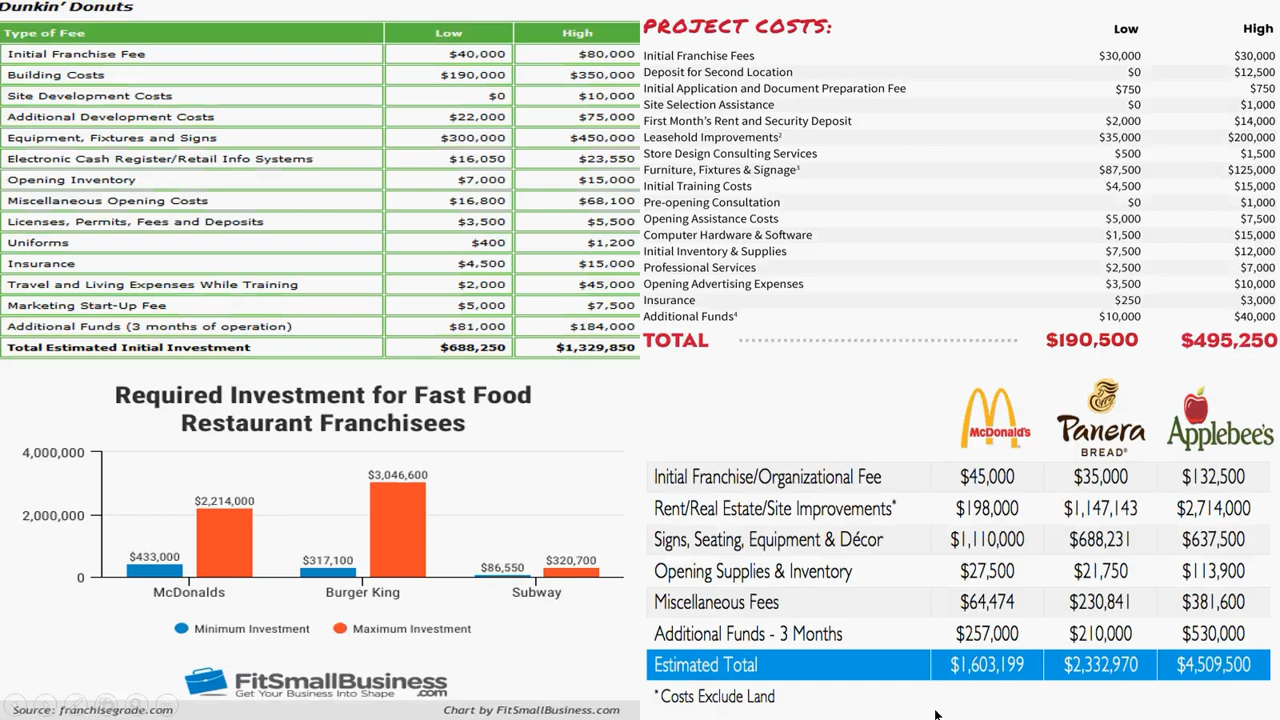 Dunkin' Donuts
Type of Fee Low High
Initial Franchise Fee $40,000 $80,000
Building Costs $190,000 $350,000
Site Development Costs $0 $10,000
Additional Development Costs $22,000 $75,000
Equipment, Fixtures and Signs $300,000 $450,000
Electronic Cash Register/Retail Info Systems $16,050 $23,550
Opening Inventory $7,000 $15,000
Miscellaneous Opening Costs $16,800 $68,100
Licenses, Permits, Fees and Deposits $3,500 $5,500
Uniforms $400 $1,200
Insurance $4,500 $15,000
Travel and Living Expenses While Training $2,000 $45,000
Marketing Start-Up Fee $5,000 $7,500
Additional Funds (3 months of operation) $81,000 $184,000
Total Estimated Initial Investment $688,250 $1,329,850
PROJECT COSTS: Low High
Initial Franchise Fees $30,000 $30,000
Deposit for Second Location $0 $12,500
Initial Application and Document Preparation Fee $750 $750
Site Selection Assistance $0 $1,000
First Month's Rent and Security Deposit $2,000 $14,000
Leasehold Improvements² $35,000 $200,000
Store Design Consulting Services $500 $1,500
Furniture, Fixtures & Signage³ $87,500 $125,000
Initial Training Costs $4,500 $15,000
Pre-opening Consultation $0 $1,000
Opening Assistance Costs $5,000 $7,500
Computer Hardware & Software $1,500 $15,000
Initial Inventory & Supplies $7,500 $12,000
Professional Services $2,500 $7,000
Opening Advertising Expenses $3,500 $10,000
Insurance $250 $3,000
Additional Funds⁴ $10,000 $40,000
TOTAL $190,500 $495,250
Required Investment for Fast Food
Restaurant Franchisees
4,000,000
$3,046,600
$2,214,000
2,000,000
$433,000 $317,100 $86,550 $320,700
0
McDonalds Burger King Subway
Minimum Investment Maximum Investment
FitSmallBusiness.com
Get Your Business Into Shape
Source: franchisegrade.com Chart by FitSmallBusiness.com
McDonald's Panera BREAD® Applebee's
Initial Franchise/Organizational Fee $45,000 $35,000 $132,500
Rent/Real Estate/Site Improvements* $198,000 $1,147,143 $2,714,000
Signs, Seating, Equipment & Décor $1,110,000 $688,231 $637,500
Opening Supplies & Inventory $27,500 $21,750 $113,900
Miscellaneous Fees $64,474 $230,841 $381,600
Additional Funds - 3 Months $257,000 $210,000 $530,000
Estimated Total $1,603,199 $2,332,970 $4,509,500
*Costs Exclude Land